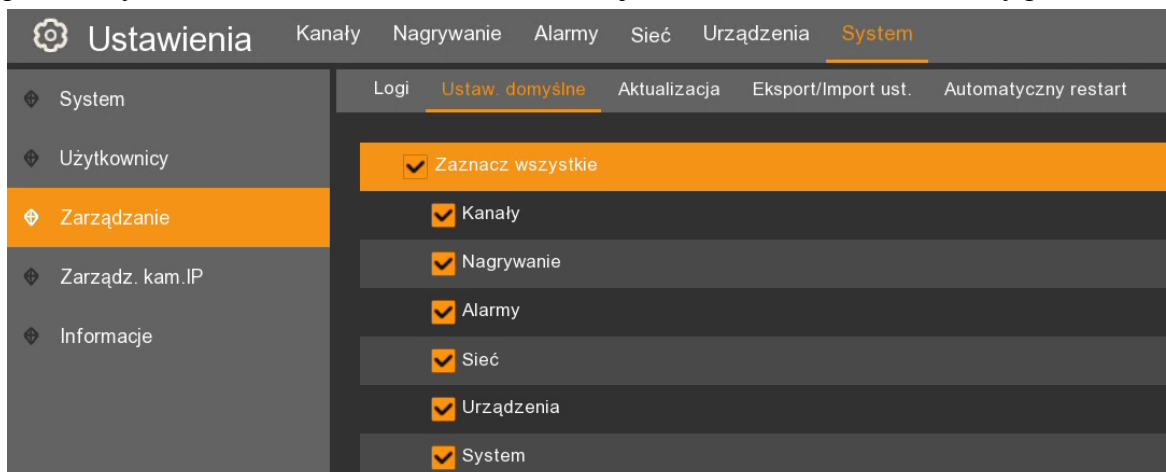 Ustawienia Kanały Nagrywanie Alarmy Sieć Urządzenia System
Logi Ustaw. domyślne Aktualizacja Eksport/Import ust. Automatyczny restart
System
Użytkownicy
Zarządzanie
Zarządz. kam.IP
Informacje
Zaznacz wszystkie
Kanały
Nagrywanie
Alarmy
Sieć
Urządzenia
System